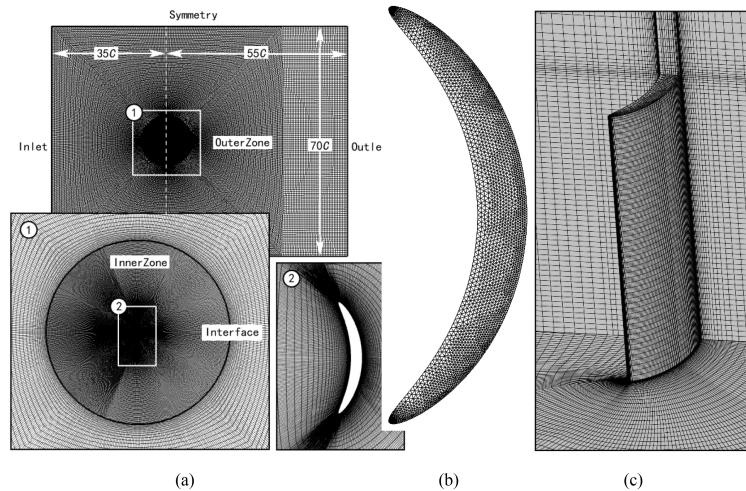 Symmetry
35C
55C
1
Inlet
OuterZone
70C
Outle
1
InnerZone
2
2
Interface
(a)
(b)
(c)